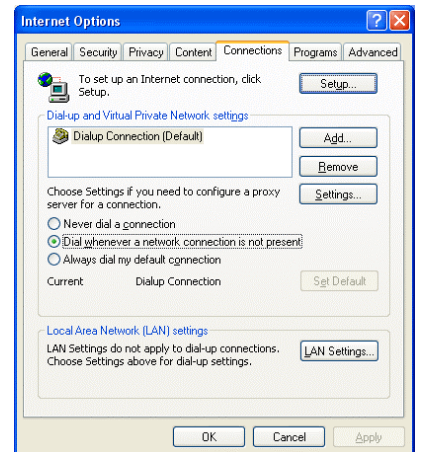 Internet Options
General Security Privacy Content Connections Programs Advanced
To set up an Internet connection, click
Setup.
Setup...
Dial-up and Virtual Private Network settings
Dialup Connection (Default)
Add...
Remove
Choose Settings if you need to configure a proxy
server for a connection.
Settings...
Never dial a connection
Dial whenever a network connection is not present
Always dial my default connection
Current Dialup Connection Set Default
Local Area Network (LAN) settings
LAN Settings do not apply to dial-up connections.
Choose Settings above for dial-up settings.
LAN Settings...
OK Cancel Apply